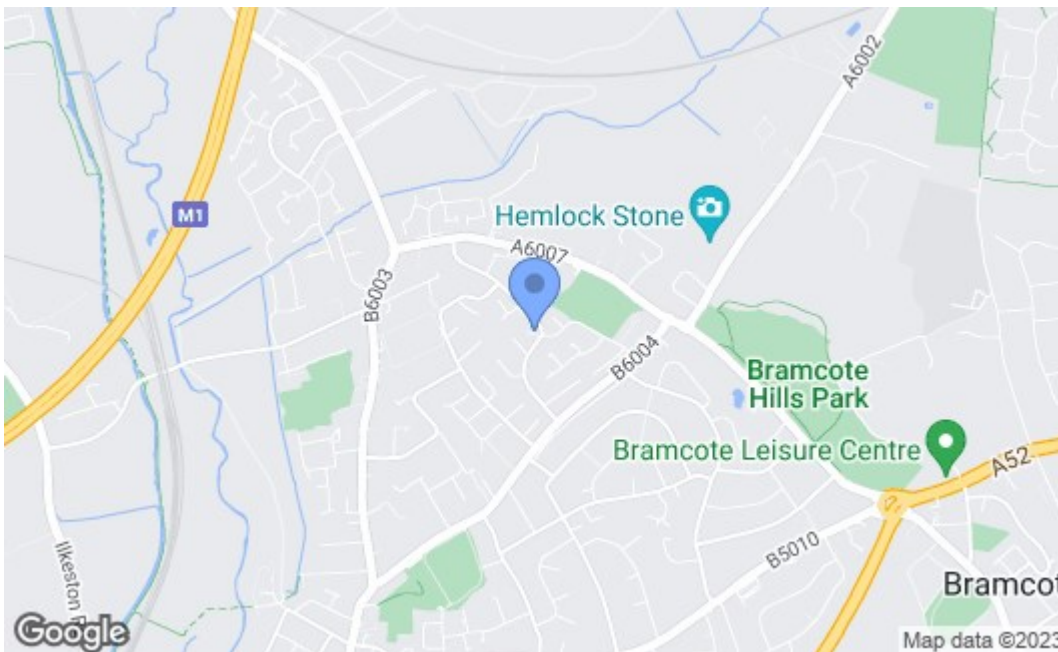 A6002
M1
Hemlock Stone
A6007
B6003
B6004
Bramcote
Hills Park
Bramcote Leisure Centre
A52
Ilkeston
B5010
Bramcot
Google
Map data ©2023